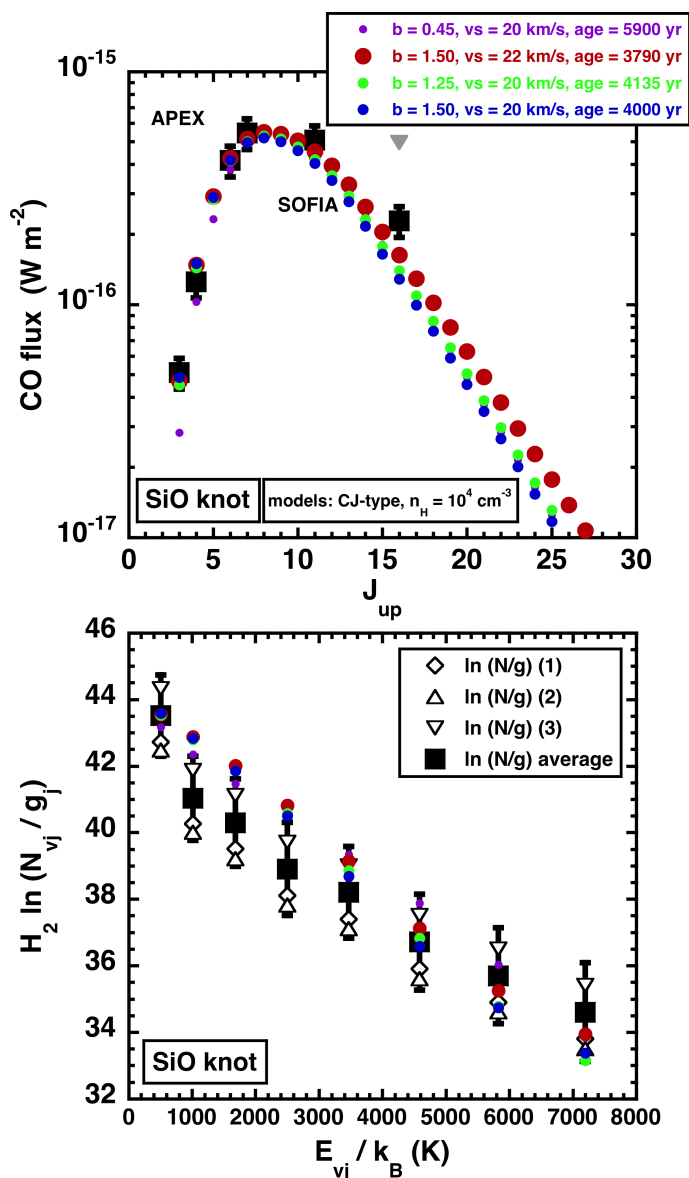 b = 0.45, vs = 20 km/s, age = 5900 yr
b = 1.50, vs = 22 km/s, age = 3790 yr
b = 1.25, vs = 20 km/s, age = 4135 yr
b = 1.50, vs = 20 km/s, age = 4000 yr
10⁻¹⁵
APEX
SOFIA
10⁻¹⁶
CO flux (W m⁻²)
SiO knot
models: CJ-type, n_H = 10⁴ cm⁻³
10⁻¹⁷
0 5 10 15 20 25 30
J_up
46
ln (N/g) (1)
ln (N/g) (2)
ln (N/g) (3)
ln (N/g) average
44
42
40
38
36
34
32
H₂ ln (N_vj / g_j)
SiO knot
0 1000 2000 3000 4000 5000 6000 7000 8000
E_vj / k_B (K)